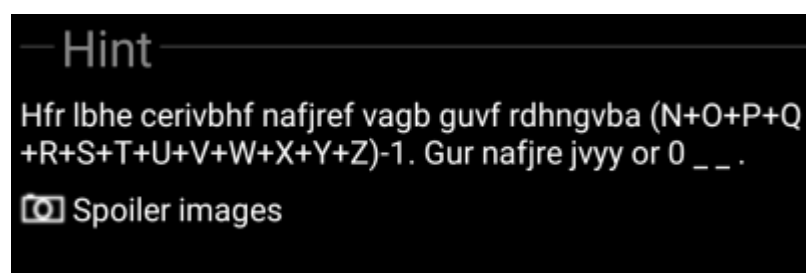 Hint
Hfr lbhe cerivbhf nafjref vagb guvf rdhngvba (N+O+P+Q
+R+S+T+U+V+W+X+Y+Z)-1. Gur nafjre jvyy or 0 _ _ .
Spoiler images